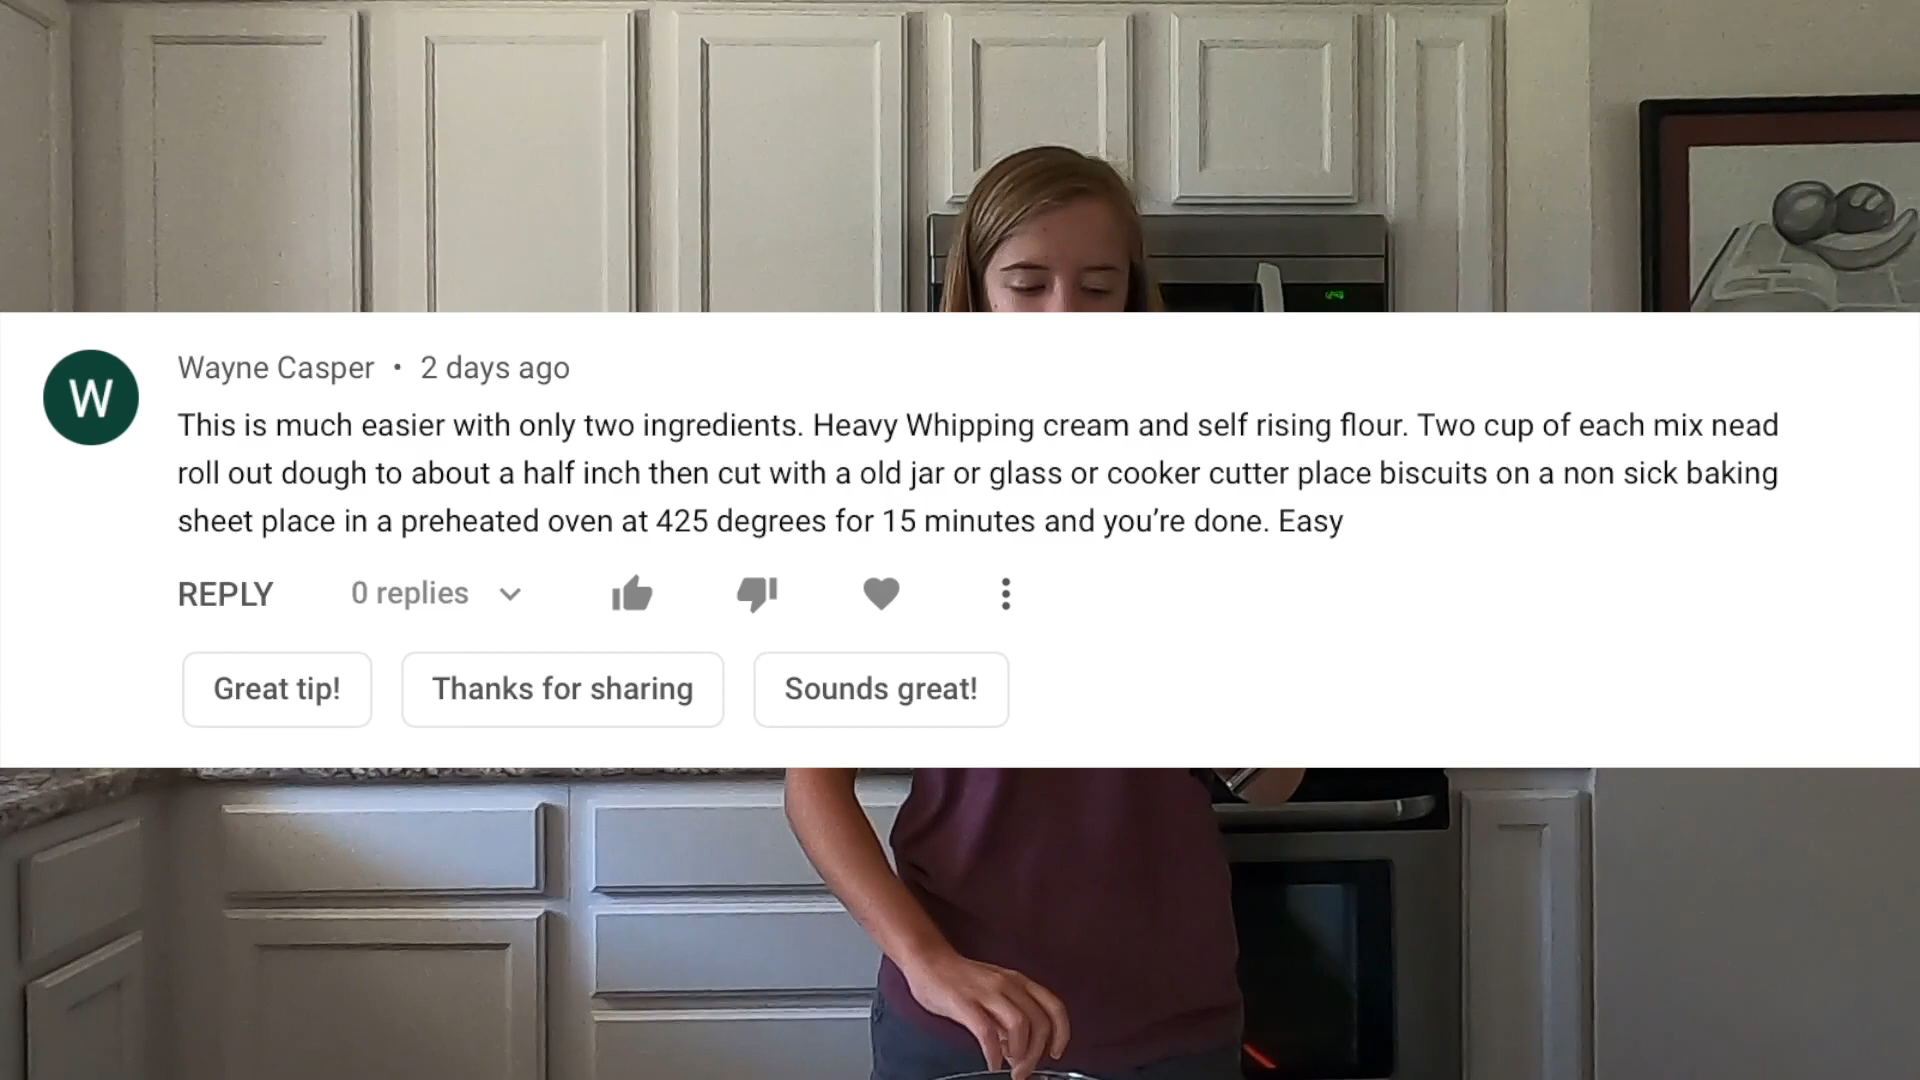 W
Wayne Casper • 2 days ago
This is much easier with only two ingredients. Heavy Whipping cream and self rising flour. Two cup of each mix nead
roll out dough to about a half inch then cut with a old jar or glass or cooker cutter place biscuits on a non sick baking
sheet place in a preheated oven at 425 degrees for 15 minutes and you’re done. Easy
REPLY 0 replies
Great tip! Thanks for sharing Sounds great!